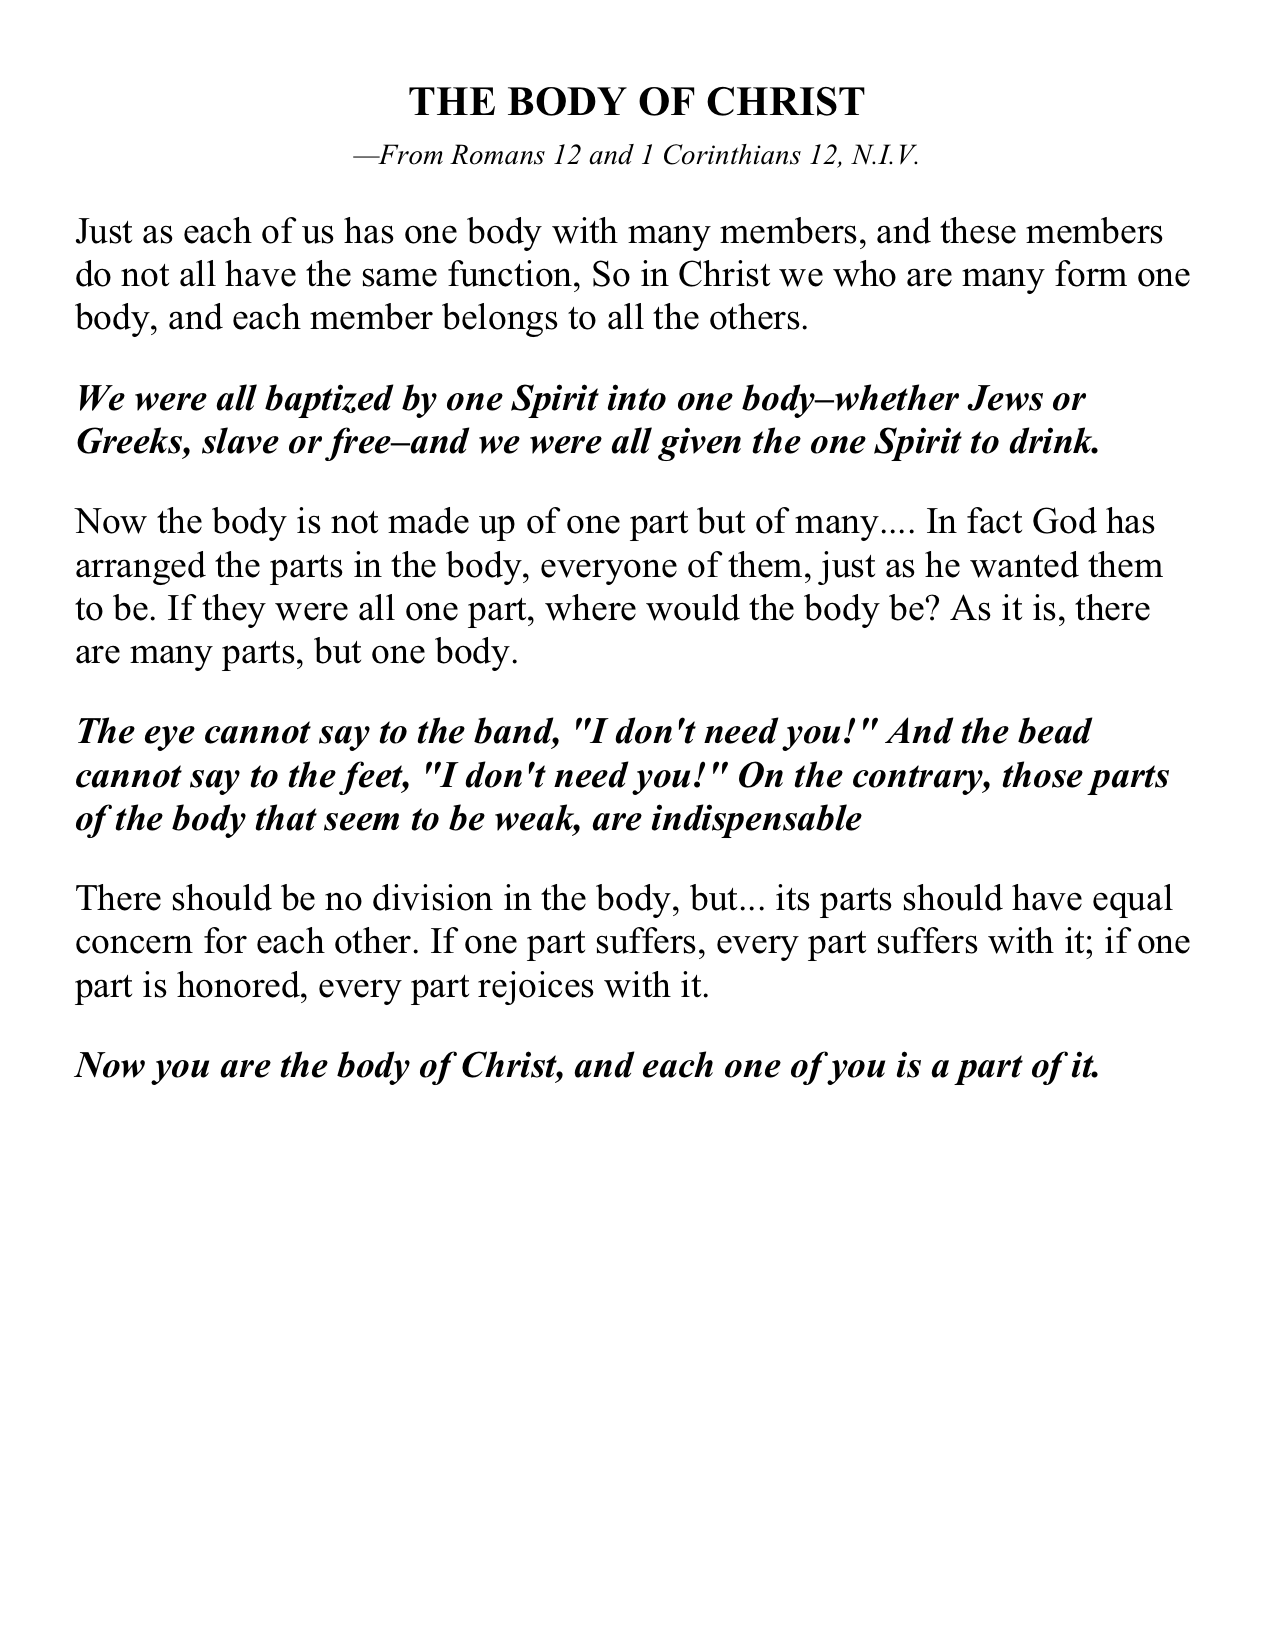 THE BODY OF CHRIST
—From Romans 12 and 1 Corinthians 12, N.I.V.
Just as each of us has one body with many members, and these members
do not all have the same function, So in Christ we who are many form one
body, and each member belongs to all the others.
We were all baptized by one Spirit into one body–whether Jews or
Greeks, slave or free–and we were all given the one Spirit to drink.
Now the body is not made up of one part but of many.... In fact God has
arranged the parts in the body, everyone of them, just as he wanted them
to be. If they were all one part, where would the body be? As it is, there
are many parts, but one body.
The eye cannot say to the band, "I don't need you!" And the bead
cannot say to the feet, "I don't need you!" On the contrary, those parts
of the body that seem to be weak, are indispensable
There should be no division in the body, but... its parts should have equal
concern for each other. If one part suffers, every part suffers with it; if one
part is honored, every part rejoices with it.
Now you are the body of Christ, and each one of you is a part of it.